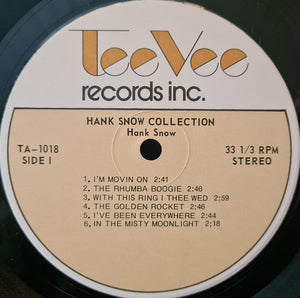 TeeVee
records inc.
HANK SNOW COLLECTION
Hank Snow
TA-1018
SIDE I
33 1/3 RPM
STEREO
1. I'M MOVIN ON 2:41
2. THE RHUMBA BOOGIE 2:46
3. WITH THIS RING I THEE WED 2:59
4. THE GOLDEN ROCKET 2:46
5. I'VE BEEN EVERYWHERE 2:44
6. IN THE MISTY MOONLIGHT 2:18